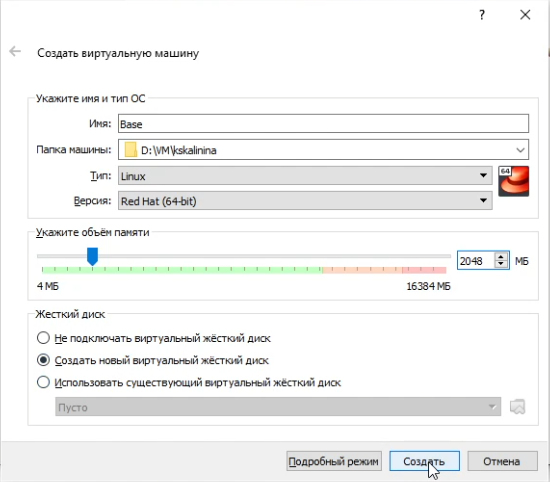 ?
Создать виртуальную машину
Укажите имя и тип ОС
Имя: Base
Папка машины: D:\VM\kskalinina
Тип: Linux
64
Версия: Red Hat (64-bit)
Укажите объём памяти
2048 МБ
4 МБ 16384 МБ
Жесткий диск
Не подключать виртуальный жёсткий диск
Создать новый виртуальный жёсткий диск
Использовать существующий виртуальный жёсткий диск
Пусто
Подробный режим Создать Отмена